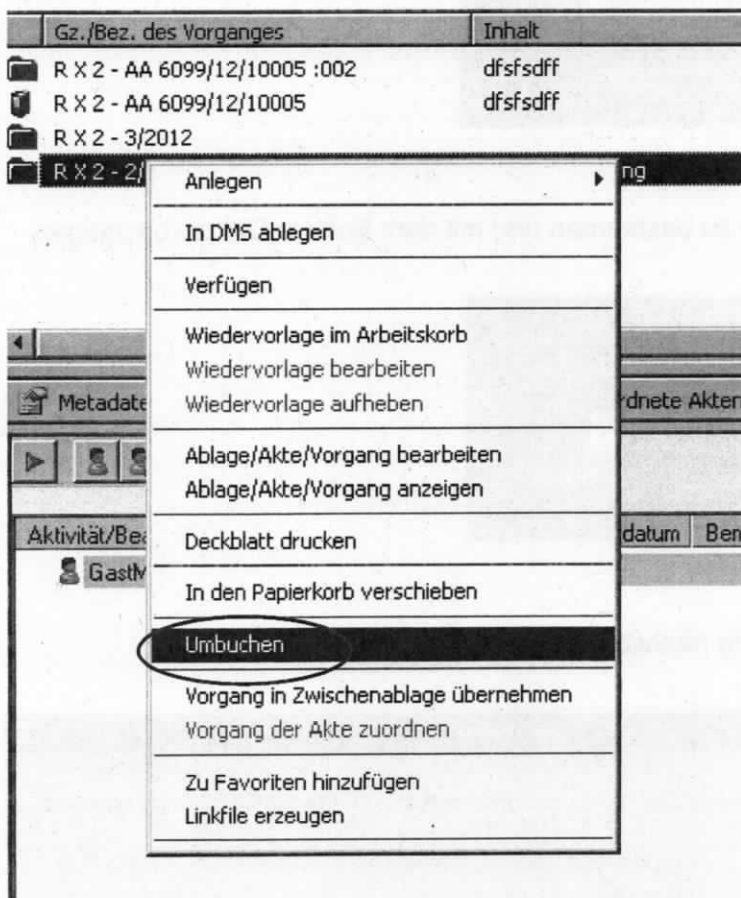 Gz./Bez. des Vorganges Inhalt
R X 2 - AA 6099/12/10005 :002 dfsfsdff
R X 2 - AA 6099/12/10005 dfsfsdff
R X 2 - 3/2012
R X 2 - 2/ ng
Anlegen
In DMS ablegen
Verfügen
Wiedervorlage im Arbeitskorb
Wiedervorlage bearbeiten
Wiedervorlage aufheben
Metadate rdnete Akten
Ablage/Akte/Vorgang bearbeiten
Ablage/Akte/Vorgang anzeigen
Aktivität/Bea datum Ben
Deckblatt drucken
GastM
In den Papierkorb verschieben
Umbuchen
Vorgang in Zwischenablage übernehmen
Vorgang der Akte zuordnen
Zu Favoriten hinzufügen
Linkfile erzeugen